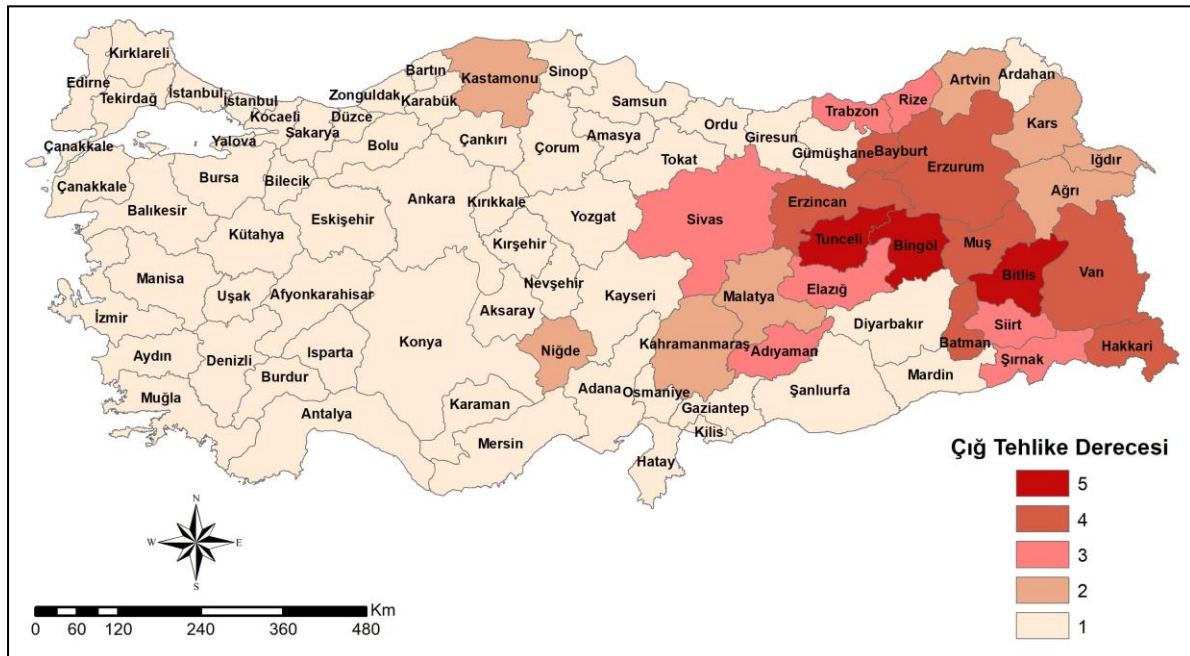 Kırklareli
Edirne
Tekirdağ
İstanbul
İstanbul
Kocaeli
Yalova
Sakarya
Düzce
Zonguldak
Bartın
Karabük
Kastamonu
Sinop
Samsun
Ordu
Giresun
Trabzon
Rize
Artvin
Ardahan
Kars
Iğdır
Ağrı
Erzurum
Bayburt
Gümüşhane
Tokat
Amasya
Çorum
Çankırı
Bolu
Bilecik
Bursa
Çanakkale
Çanakkale
Balıkesir
Kütahya
Eskişehir
Ankara
Kırıkkale
Kırşehir
Yozgat
Sivas
Erzincan
Tunceli
Bingöl
Muş
Bitlis
Van
Hakkari
Şırnak
Siirt
Batman
Mardin
Diyarbakır
Elazığ
Malatya
Adıyaman
Şanlıurfa
Kahramanmaraş
Gaziantep
Kilis
Osmaniye
Hatay
Adana
Kayseri
Nevşehir
Niğde
Aksaray
Konya
Karaman
Mersin
Antalya
Isparta
Burdur
Afyonkarahisar
Uşak
Manisa
İzmir
Aydın
Denizli
Muğla
Çığ Tehlike Derecesi
5
4
3
2
1
N
W E
S
Km
0 60 120 240 360 480